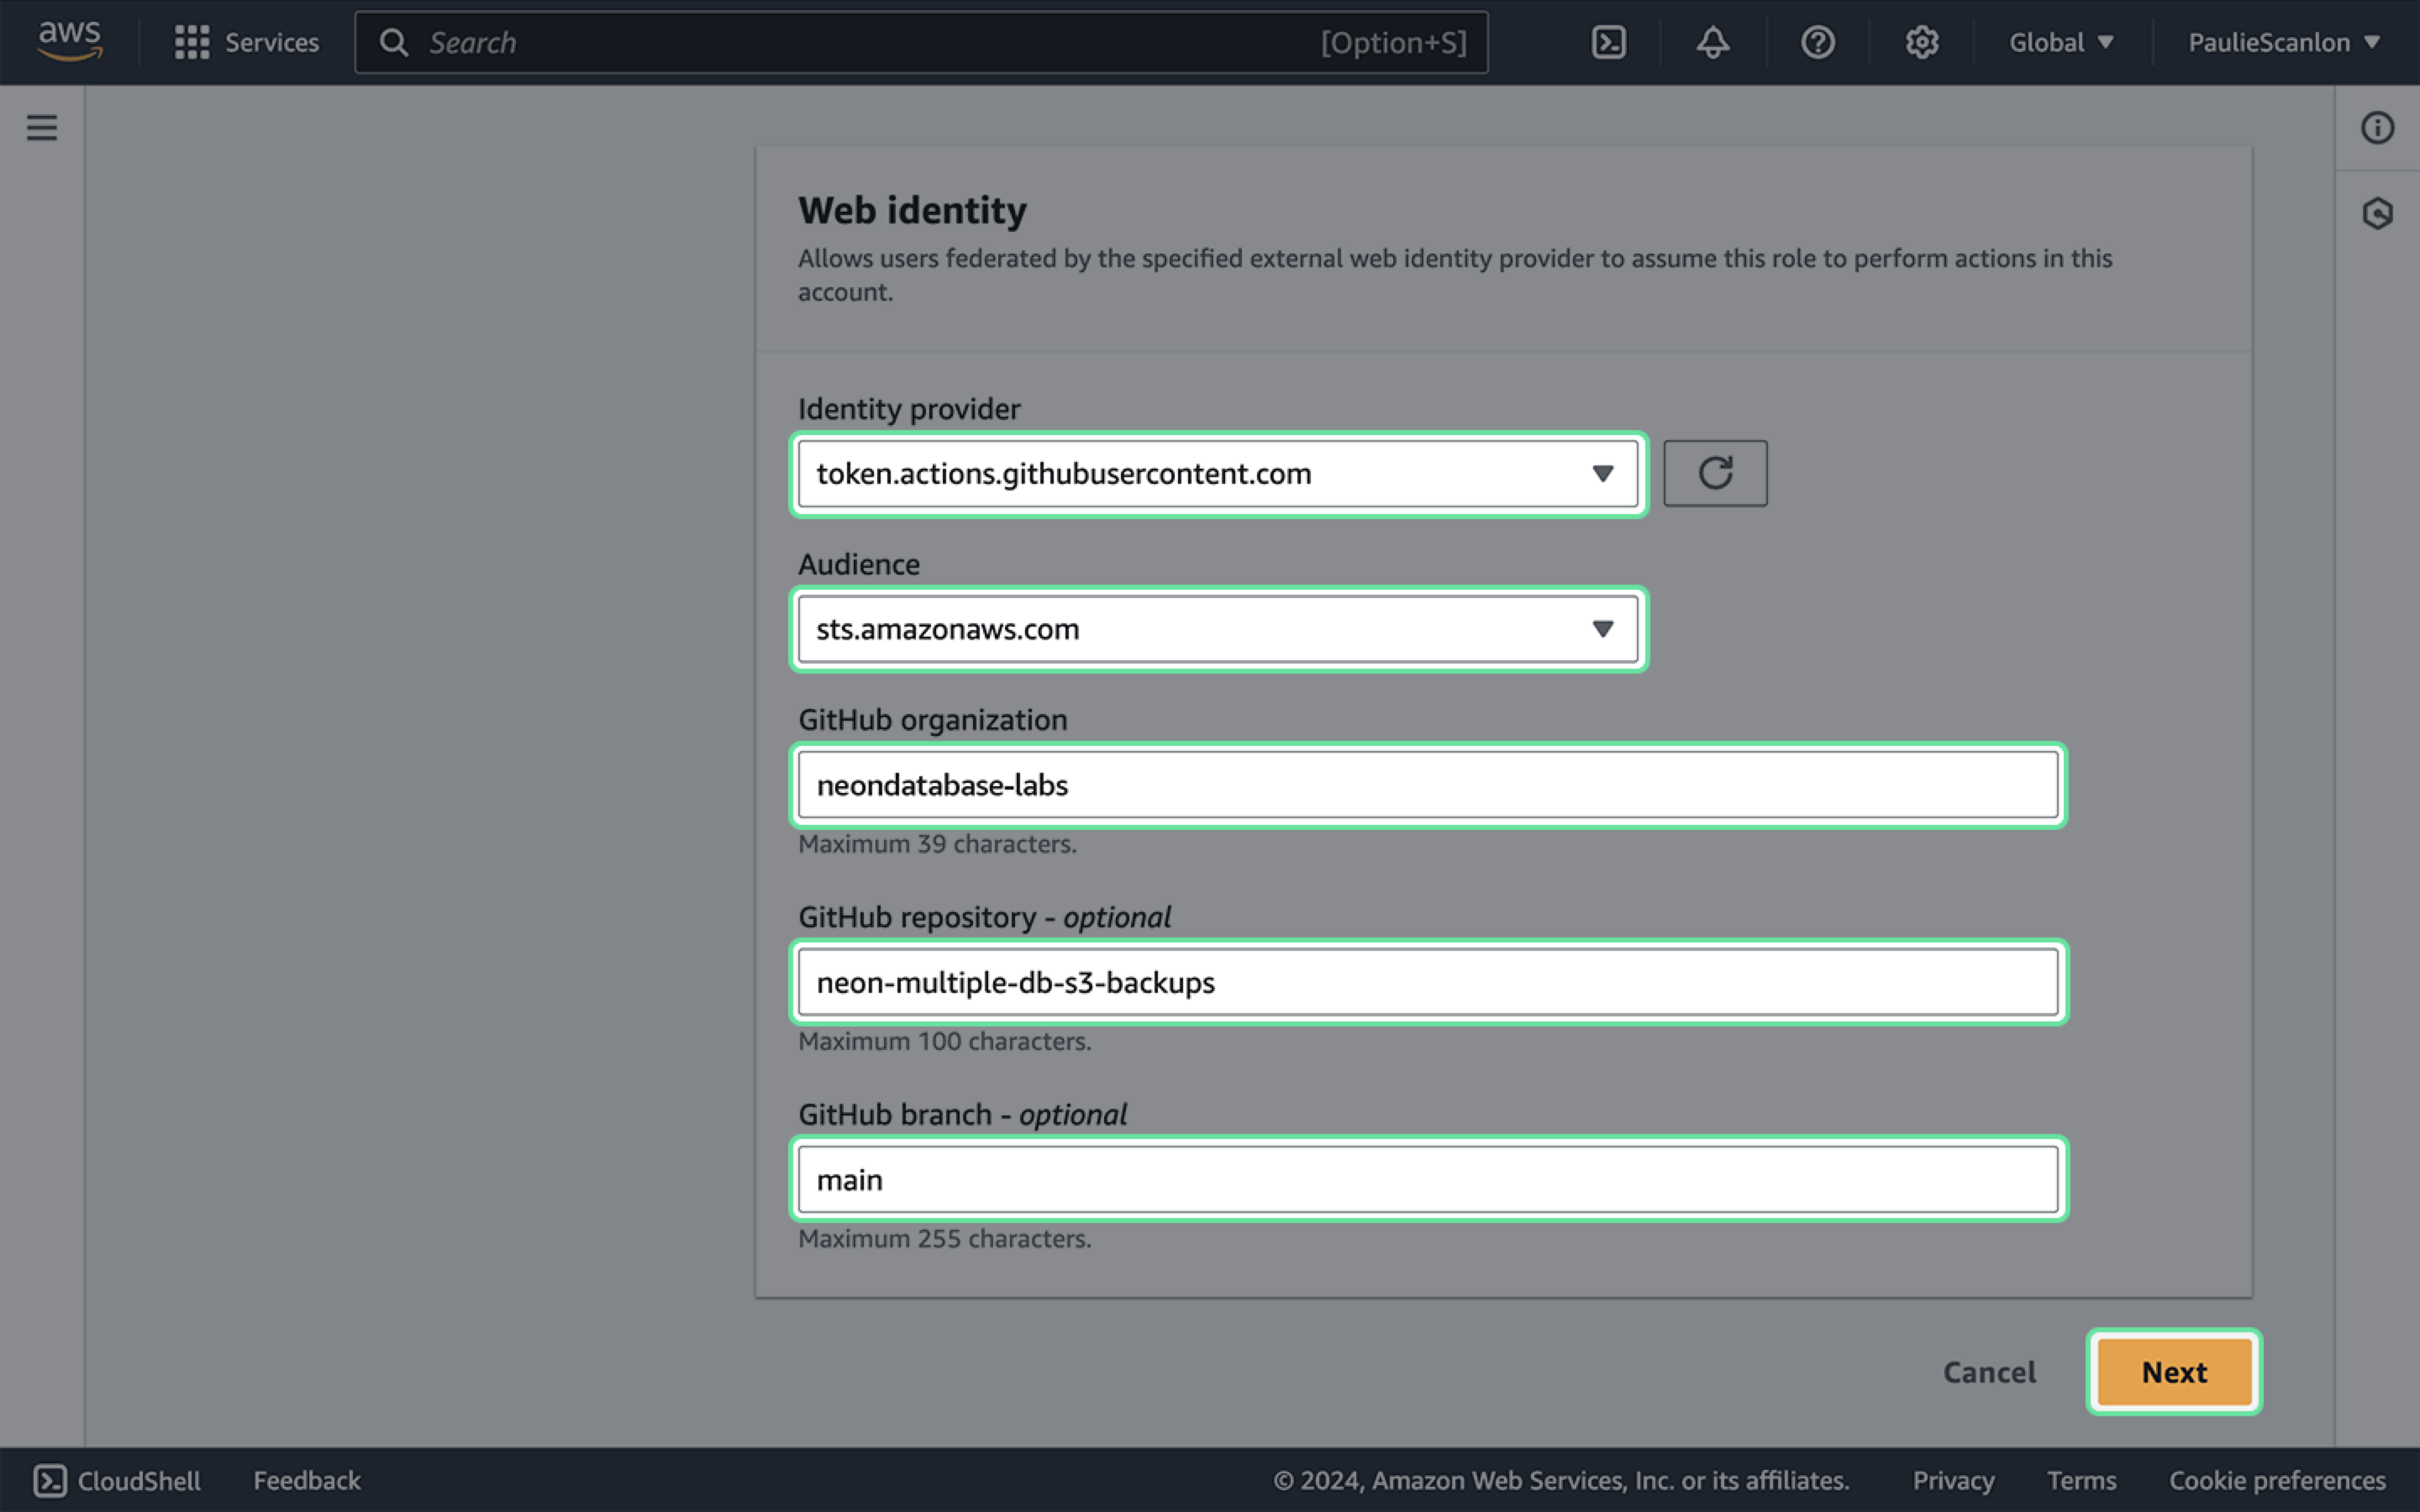 aws
Services
Search
[Option+S]
Global
PaulieScanlon
Web identity
Allows users federated by the specified external web identity provider to assume this role to perform actions in this
account.
Identity provider
token.actions.githubusercontent.com
Audience
sts.amazonaws.com
GitHub organization
neondatabase-labs
Maximum 39 characters.
GitHub repository - optional
neon-multiple-db-s3-backups
Maximum 100 characters.
GitHub branch - optional
main
Maximum 255 characters.
Cancel
Next
CloudShell
Feedback
© 2024, Amazon Web Services, Inc. or its affiliates.
Privacy
Terms
Cookie preferences